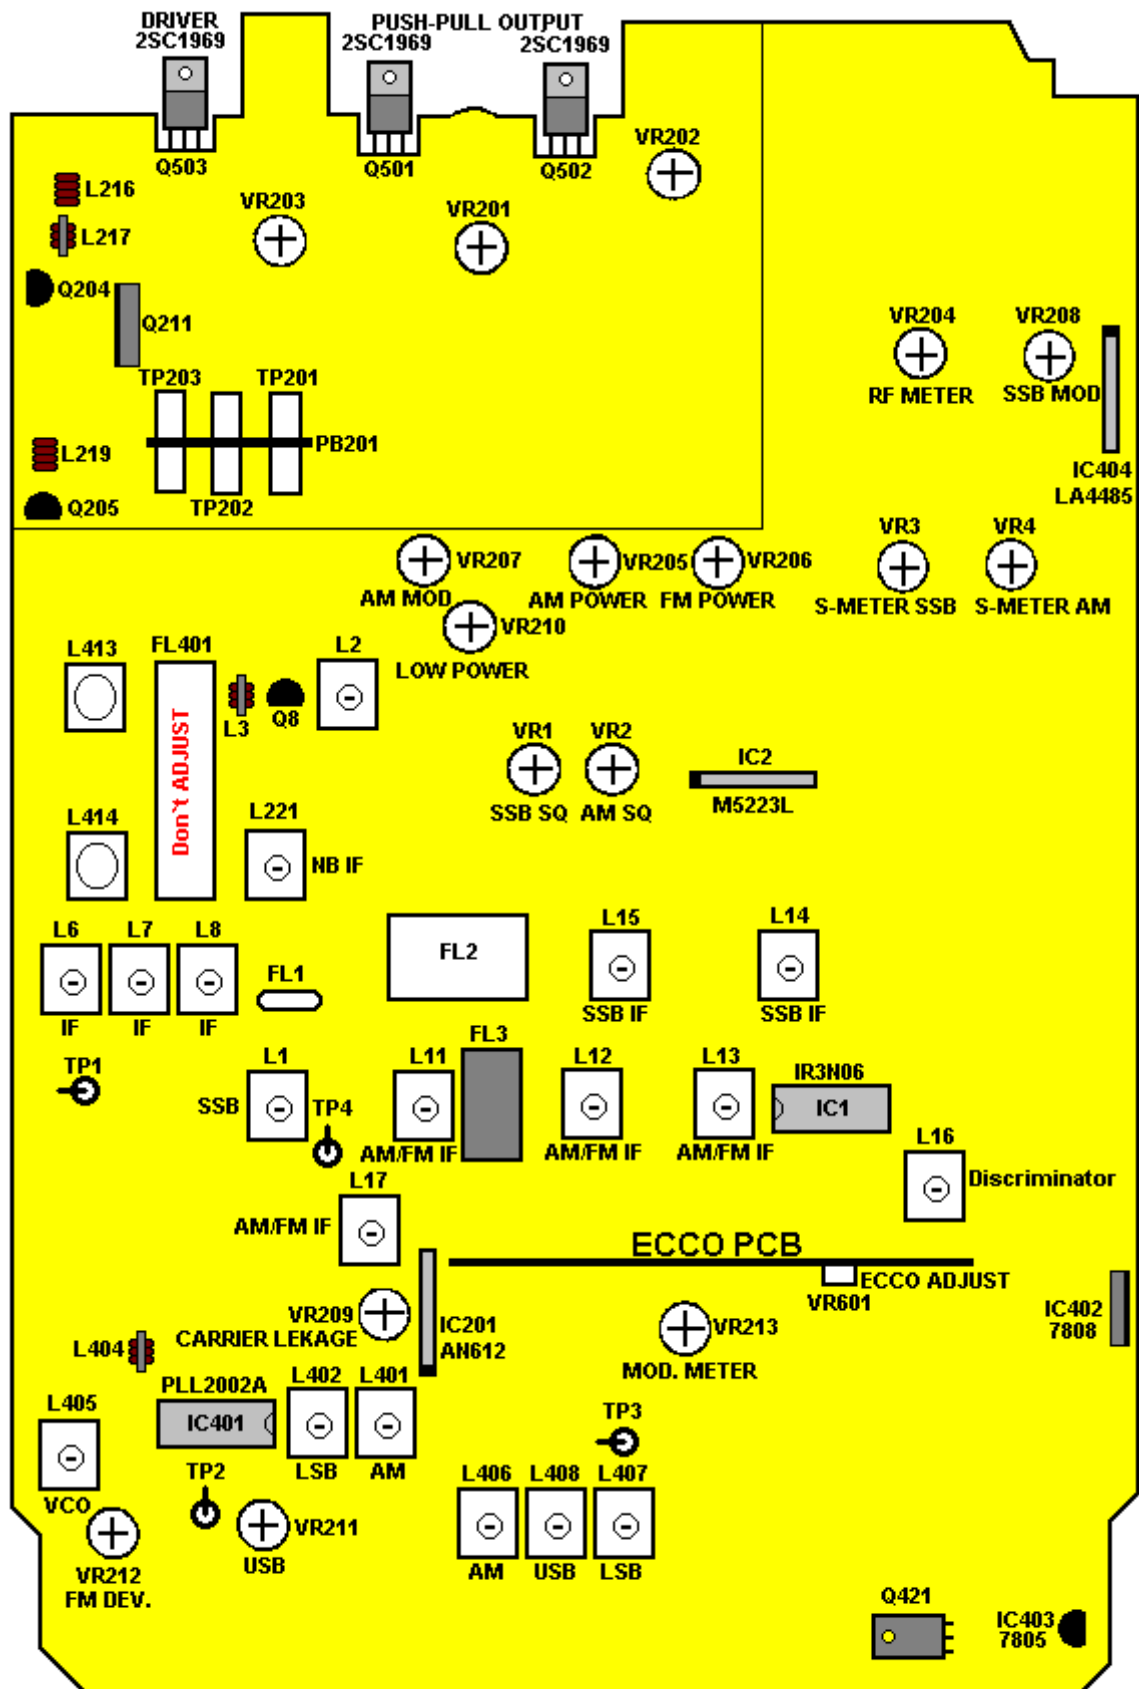 DRIVER
2SC1969
PUSH-PULL OUTPUT
2SC1969
2SC1969
Q503
Q501
Q502
VR202
L216
VR203
VR201
L217
Q204
Q211
VR204
RF METER
VR208
SSB MOD
TP203
TP201
PB201
L219
TP202
Q205
IC404
LA4485
VR207
AM MOD
VR205
AM POWER
VR206
FM POWER
VR3
S-METER SSB
VR4
S-METER AM
VR210
LOW POWER
L413
FL401
Don`t ADJUST
L2
L3
Q8
VR1
SSB SQ
VR2
AM SQ
IC2
M5223L
L414
L221
NB IF
L6
IF
L7
IF
L8
IF
FL1
FL2
L15
SSB IF
L14
SSB IF
TP1
L1
SSB
TP4
L11
AM/FM IF
FL3
L12
AM/FM IF
L13
AM/FM IF
IR3N06
IC1
L16
Discriminator
L17
AM/FM IF
ECCO PCB
ECCO ADJUST
VR601
VR209
CARRIER LEKAGE
IC201
AN612
VR213
MOD. METER
IC402
7808
L404
L405
VCO
PLL2002A
IC401
L402
LSB
L401
AM
TP3
TP2
VR211
USB
L406
AM
L408
USB
L407
LSB
VR212
FM DEV.
Q421
IC403
7805